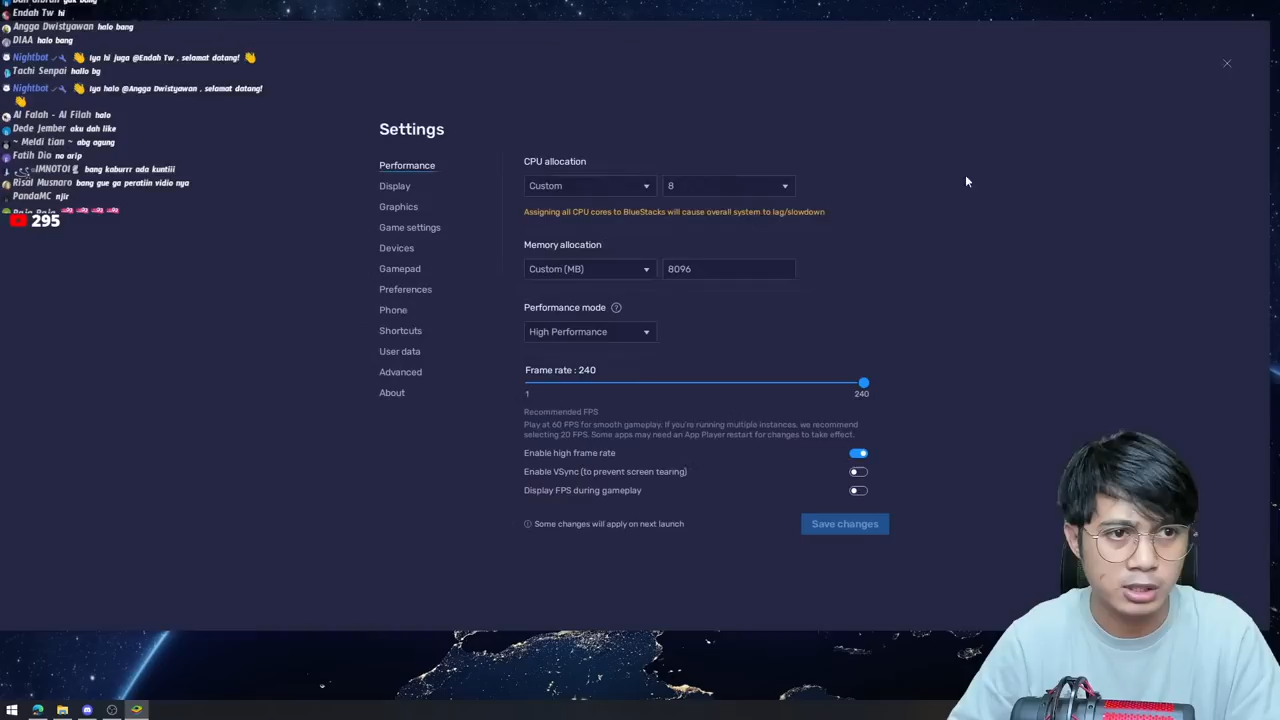 Endah Tw hi
Angga Dwistyawan halo bang
DIAA halo bang
Nightbot 👋 Iya hi juga @Endah Tw , selamat datang! 👋
Tachi Senpai hallo bg
Nightbot 👋 Iya halo @Angga Dwistyawan , selamat datang!
👋
Al Falah - Al Filah halo
Dede Jember aku dah like
~ Meldi tian ~ abg agung
Fatih Dio no arip
IMNOTOI bang kaburrr ada kuntiii
Risal Musnaro bang gue ga peratiin vidio nya
PandaMC njir
295
Settings
Performance
Display
Graphics
Game settings
Devices
Gamepad
Preferences
Phone
Shortcuts
User data
Advanced
About
CPU allocation
Custom 8
Assigning all CPU cores to BlueStacks will cause overall system to lag/slowdown
Memory allocation
Custom (MB) 8096
Performance mode ?
High Performance
Frame rate : 240
1 240
Recommended FPS
Play at 60 FPS for smooth gameplay. If you're running multiple instances, we recommend
selecting 20 FPS. Some apps may need an App Player restart for changes to take effect.
Enable high frame rate
Enable VSync (to prevent screen tearing)
Display FPS during gameplay
Some changes will apply on next launch
Save changes